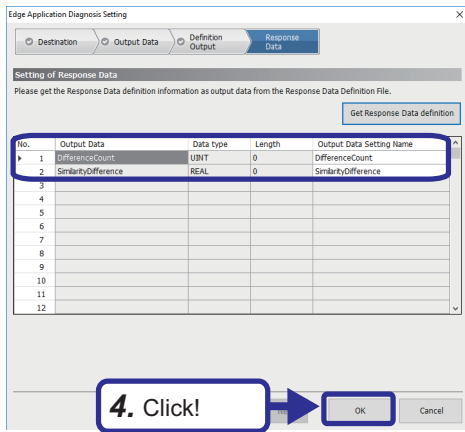 Edge Application Diagnosis Setting
Destination Output Data Definition Output Response Data
Setting of Response Data
Please get the Response Data definition information as output data from the Response Data Definition File.
Get Response Data definition
No. Output Data Data type Length Output Data Setting Name
1 DifferenceCount UINT 0 DifferenceCount
2 SimilarityDifference REAL 0 SimilarityDifference
3
4
5
6
7
8
9
10
11
12
4. Click!
OK Cancel